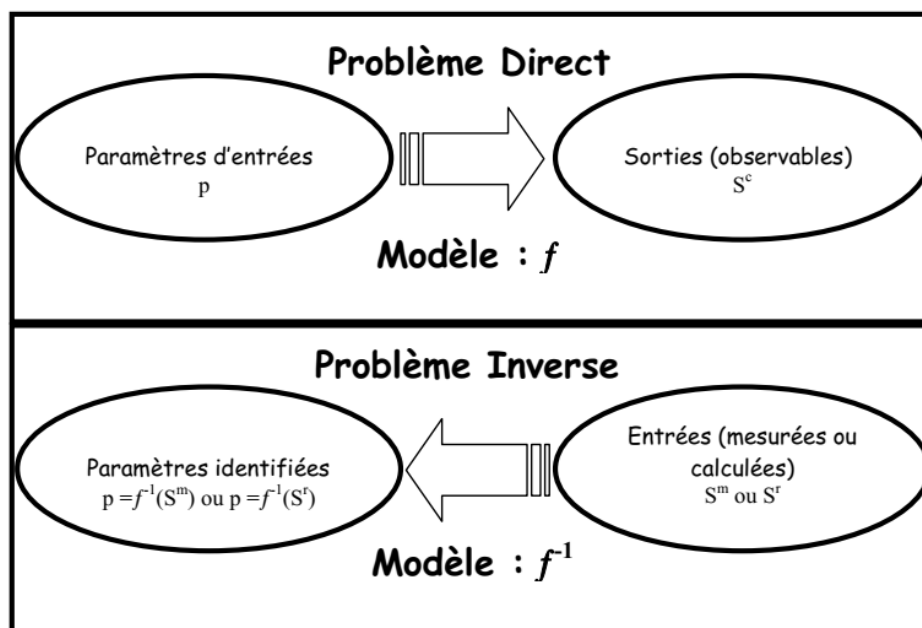 Problème Direct
Paramètres d'entrées
p
Sorties (observables)
S^c
Modèle : f
Problème Inverse
Paramètres identifiées
p =f^-1(S^m) ou p =f^-1(S^r)
Entrées (mesurées ou
calculées)
S^m ou S^r
Modèle : f^-1